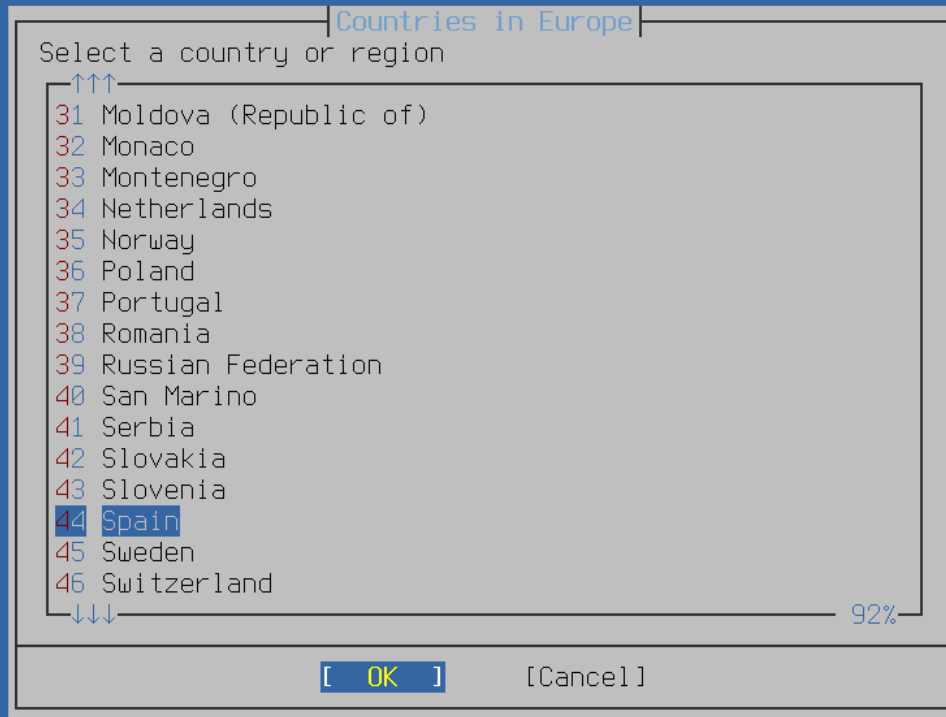 Countries in Europe
Select a country or region
↑↑↑
31 Moldova (Republic of)
32 Monaco
33 Montenegro
34 Netherlands
35 Norway
36 Poland
37 Portugal
38 Romania
39 Russian Federation
40 San Marino
41 Serbia
42 Slovakia
43 Slovenia
44 Spain
45 Sweden
46 Switzerland
↓↓↓ 92%
[ OK ] [Cancel]